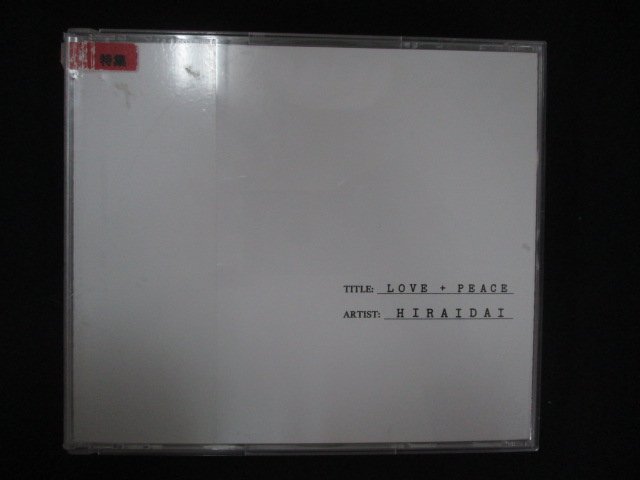 特集
TITLE: LOVE + PEACE
ARTIST: HIRAIDAI